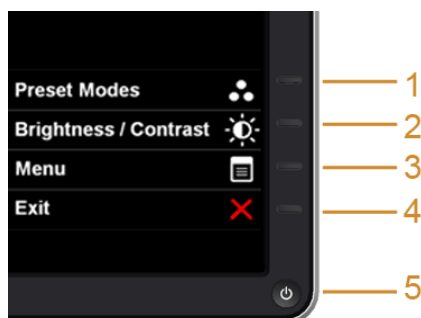 Preset Modes 1
Brightness / Contrast 2
Menu 3
Exit 4
5